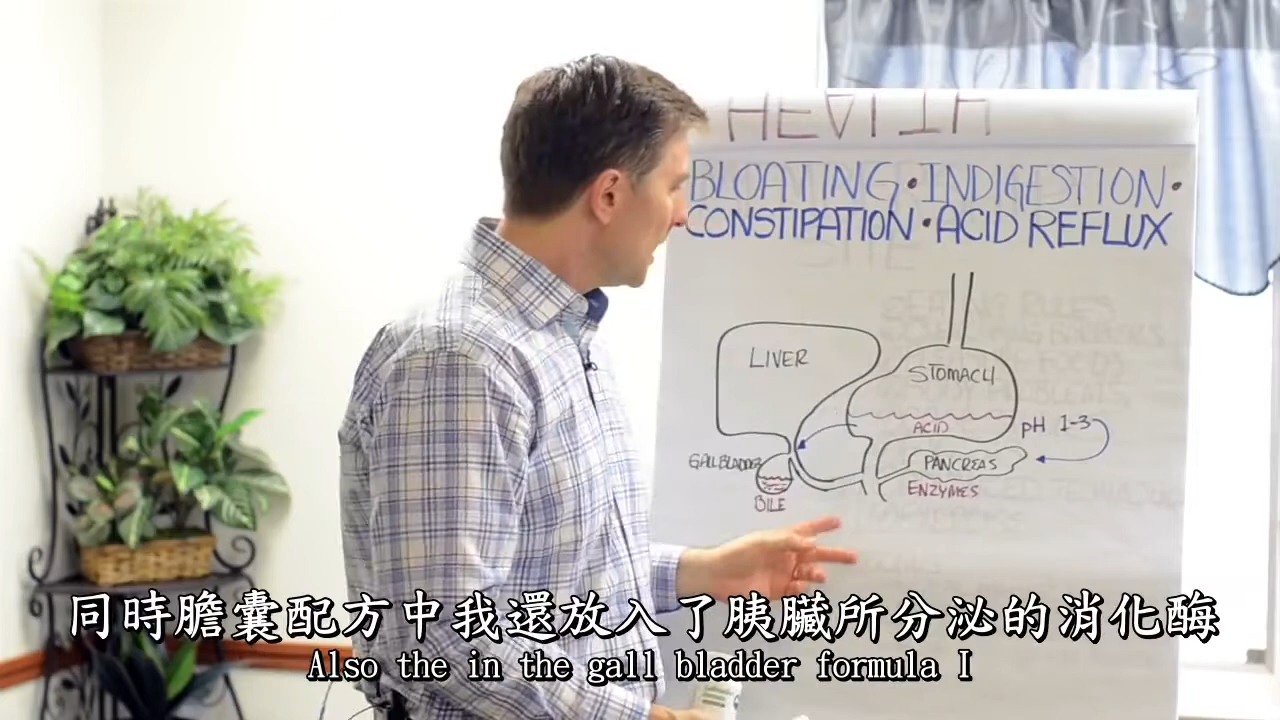 HEALTH
BLOATING · INDIGESTION ·
CONSTIPATION · ACID REFLUX
LIVER
STOMACH
ACID
pH 1-3
GALL BLADDER
PANCREAS
ENZYMES
BILE
同時膽囊配方中我還放入了胰臟所分泌的消化酶
Also the in the gall bladder formula I